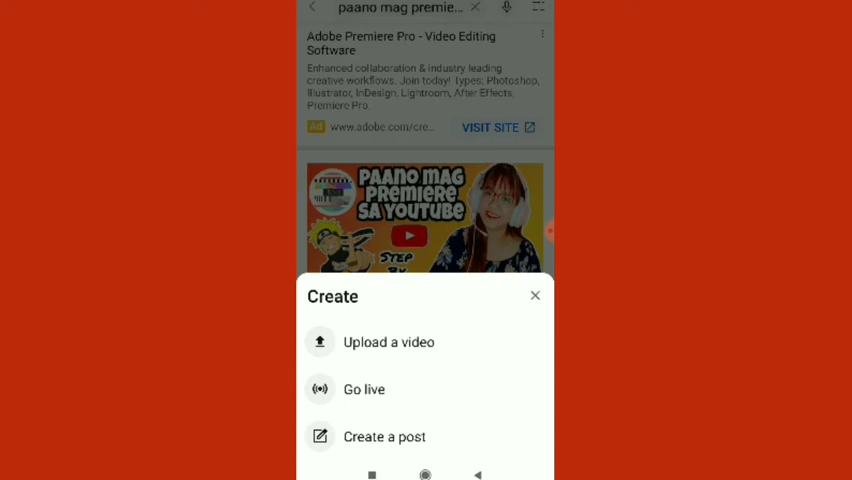 paano mag premie...
Adobe Premiere Pro - Video Editing
Software
Enhanced collaboration & industry leading
creative workflows. Join today! Types: Photoshop,
Illustrator, InDesign, Lightroom, After Effects,
Premiere Pro.
Ad www.adobe.com/cre... VISIT SITE
PAANO MAG
PREMIERE
SA YOUTUBE
STEP
BY
Create
Upload a video
Go live
Create a post